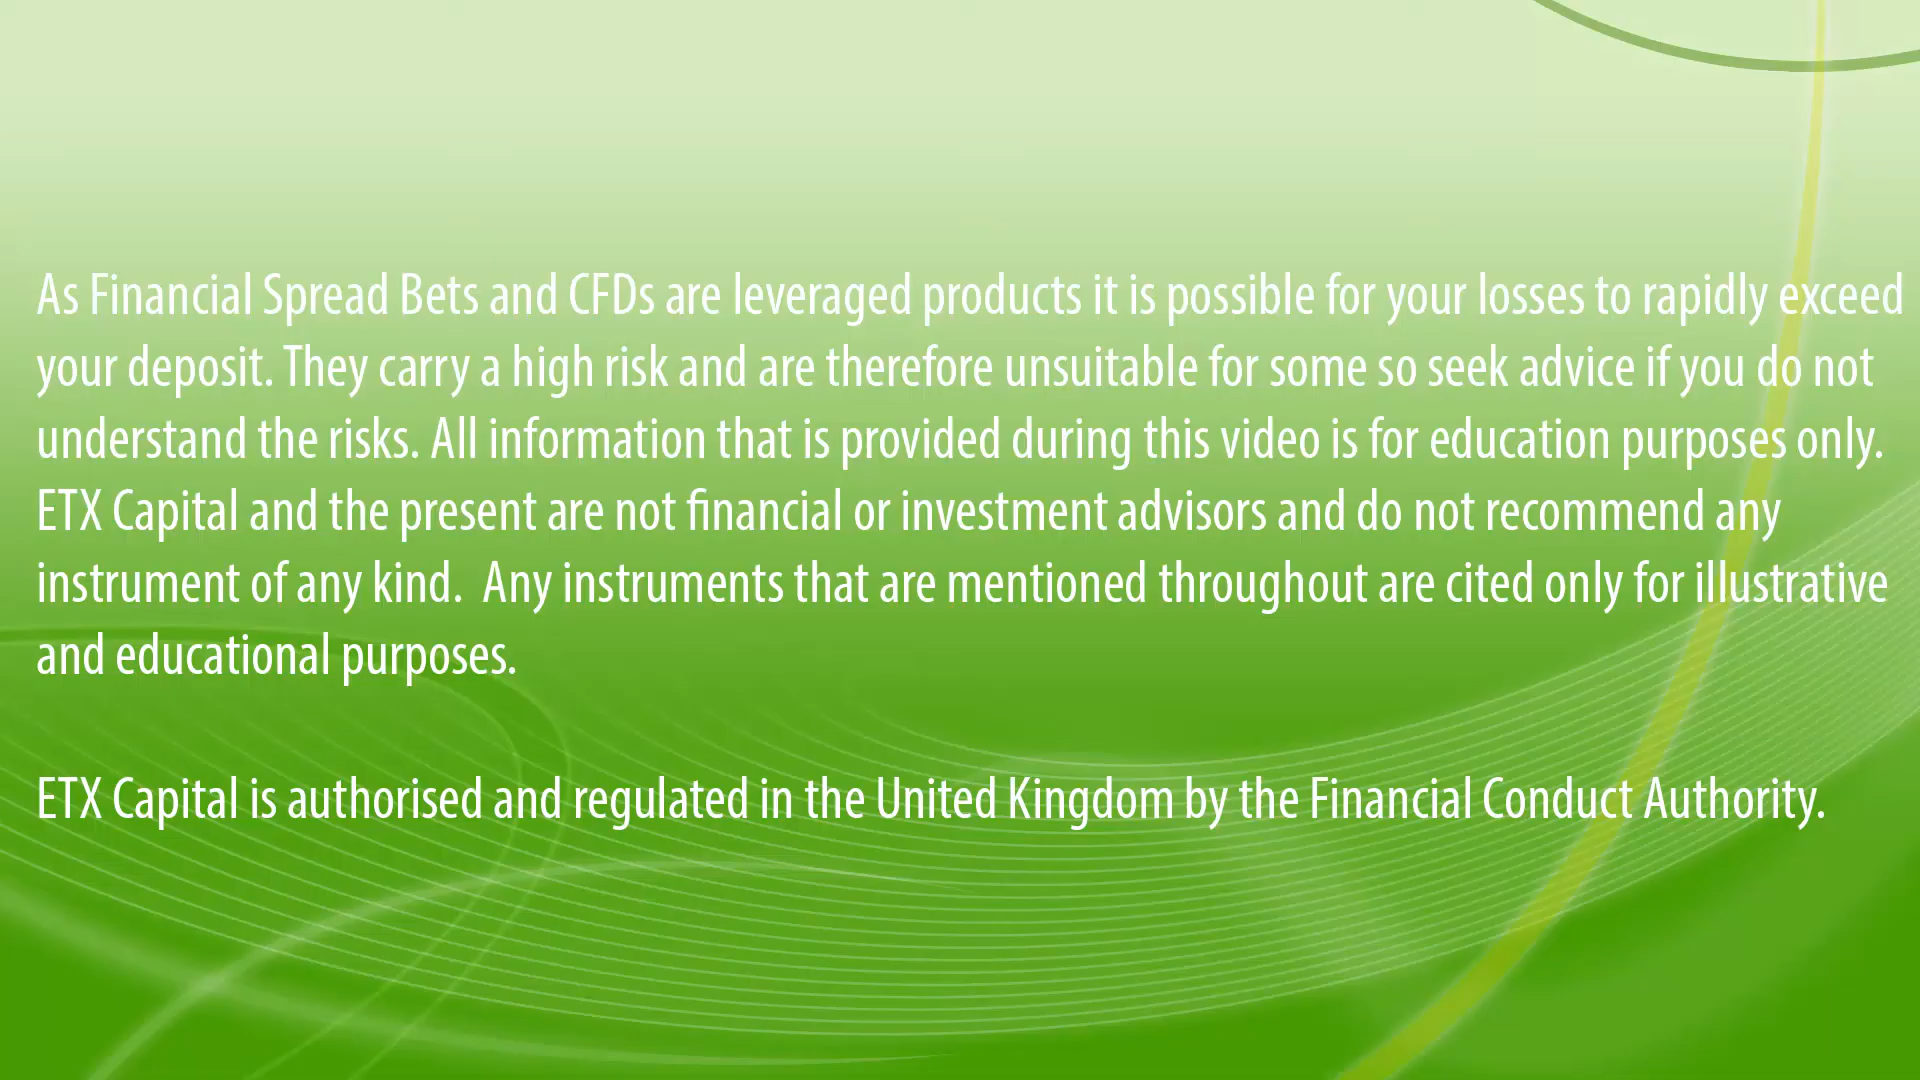 As Financial Spread Bets and CFDs are leveraged products it is possible for your losses to rapidly exceed
your deposit. They carry a high risk and are therefore unsuitable for some so seek advice if you do not
understand the risks. All information that is provided during this video is for education purposes only.
ETX Capital and the present are not financial or investment advisors and do not recommend any
instrument of any kind.  Any instruments that are mentioned throughout are cited only for illustrative
and educational purposes.
ETX Capital is authorised and regulated in the United Kingdom by the Financial Conduct Authority.